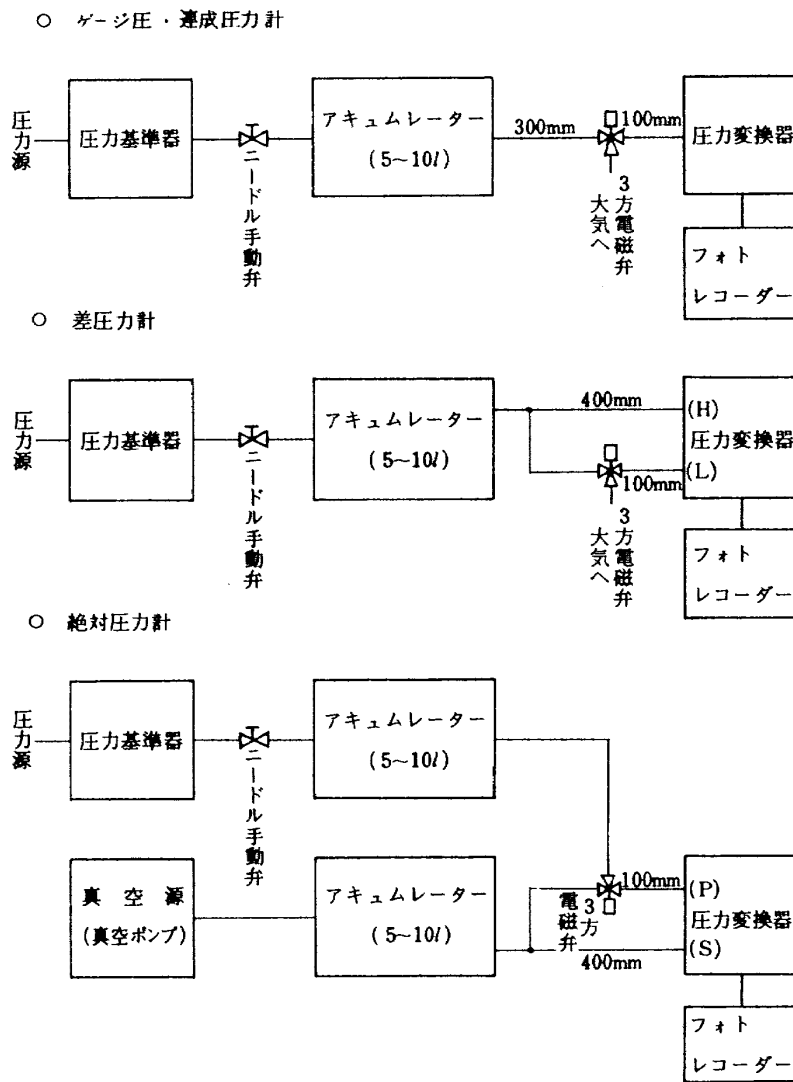 ○ ゲージ圧・連成圧力計
圧力源
圧力基準器
ニードル手動弁
アキュムレーター
(5~10l)
300mm
100mm
3方電磁弁
大気へ
圧力変換器
フォト
レコーダー
○ 差圧力計
圧力源
圧力基準器
ニードル手動弁
アキュムレーター
(5~10l)
400mm
100mm
3方電磁弁
大気へ
(H)
圧力変換器
(L)
フォト
レコーダー
○ 絶対圧力計
圧力源
圧力基準器
ニードル手動弁
アキュムレーター
(5~10l)
真空源
(真空ポンプ)
アキュムレーター
(5~10l)
3方
電磁弁
100mm
400mm
(P)
圧力変換器
(S)
フォト
レコーダー